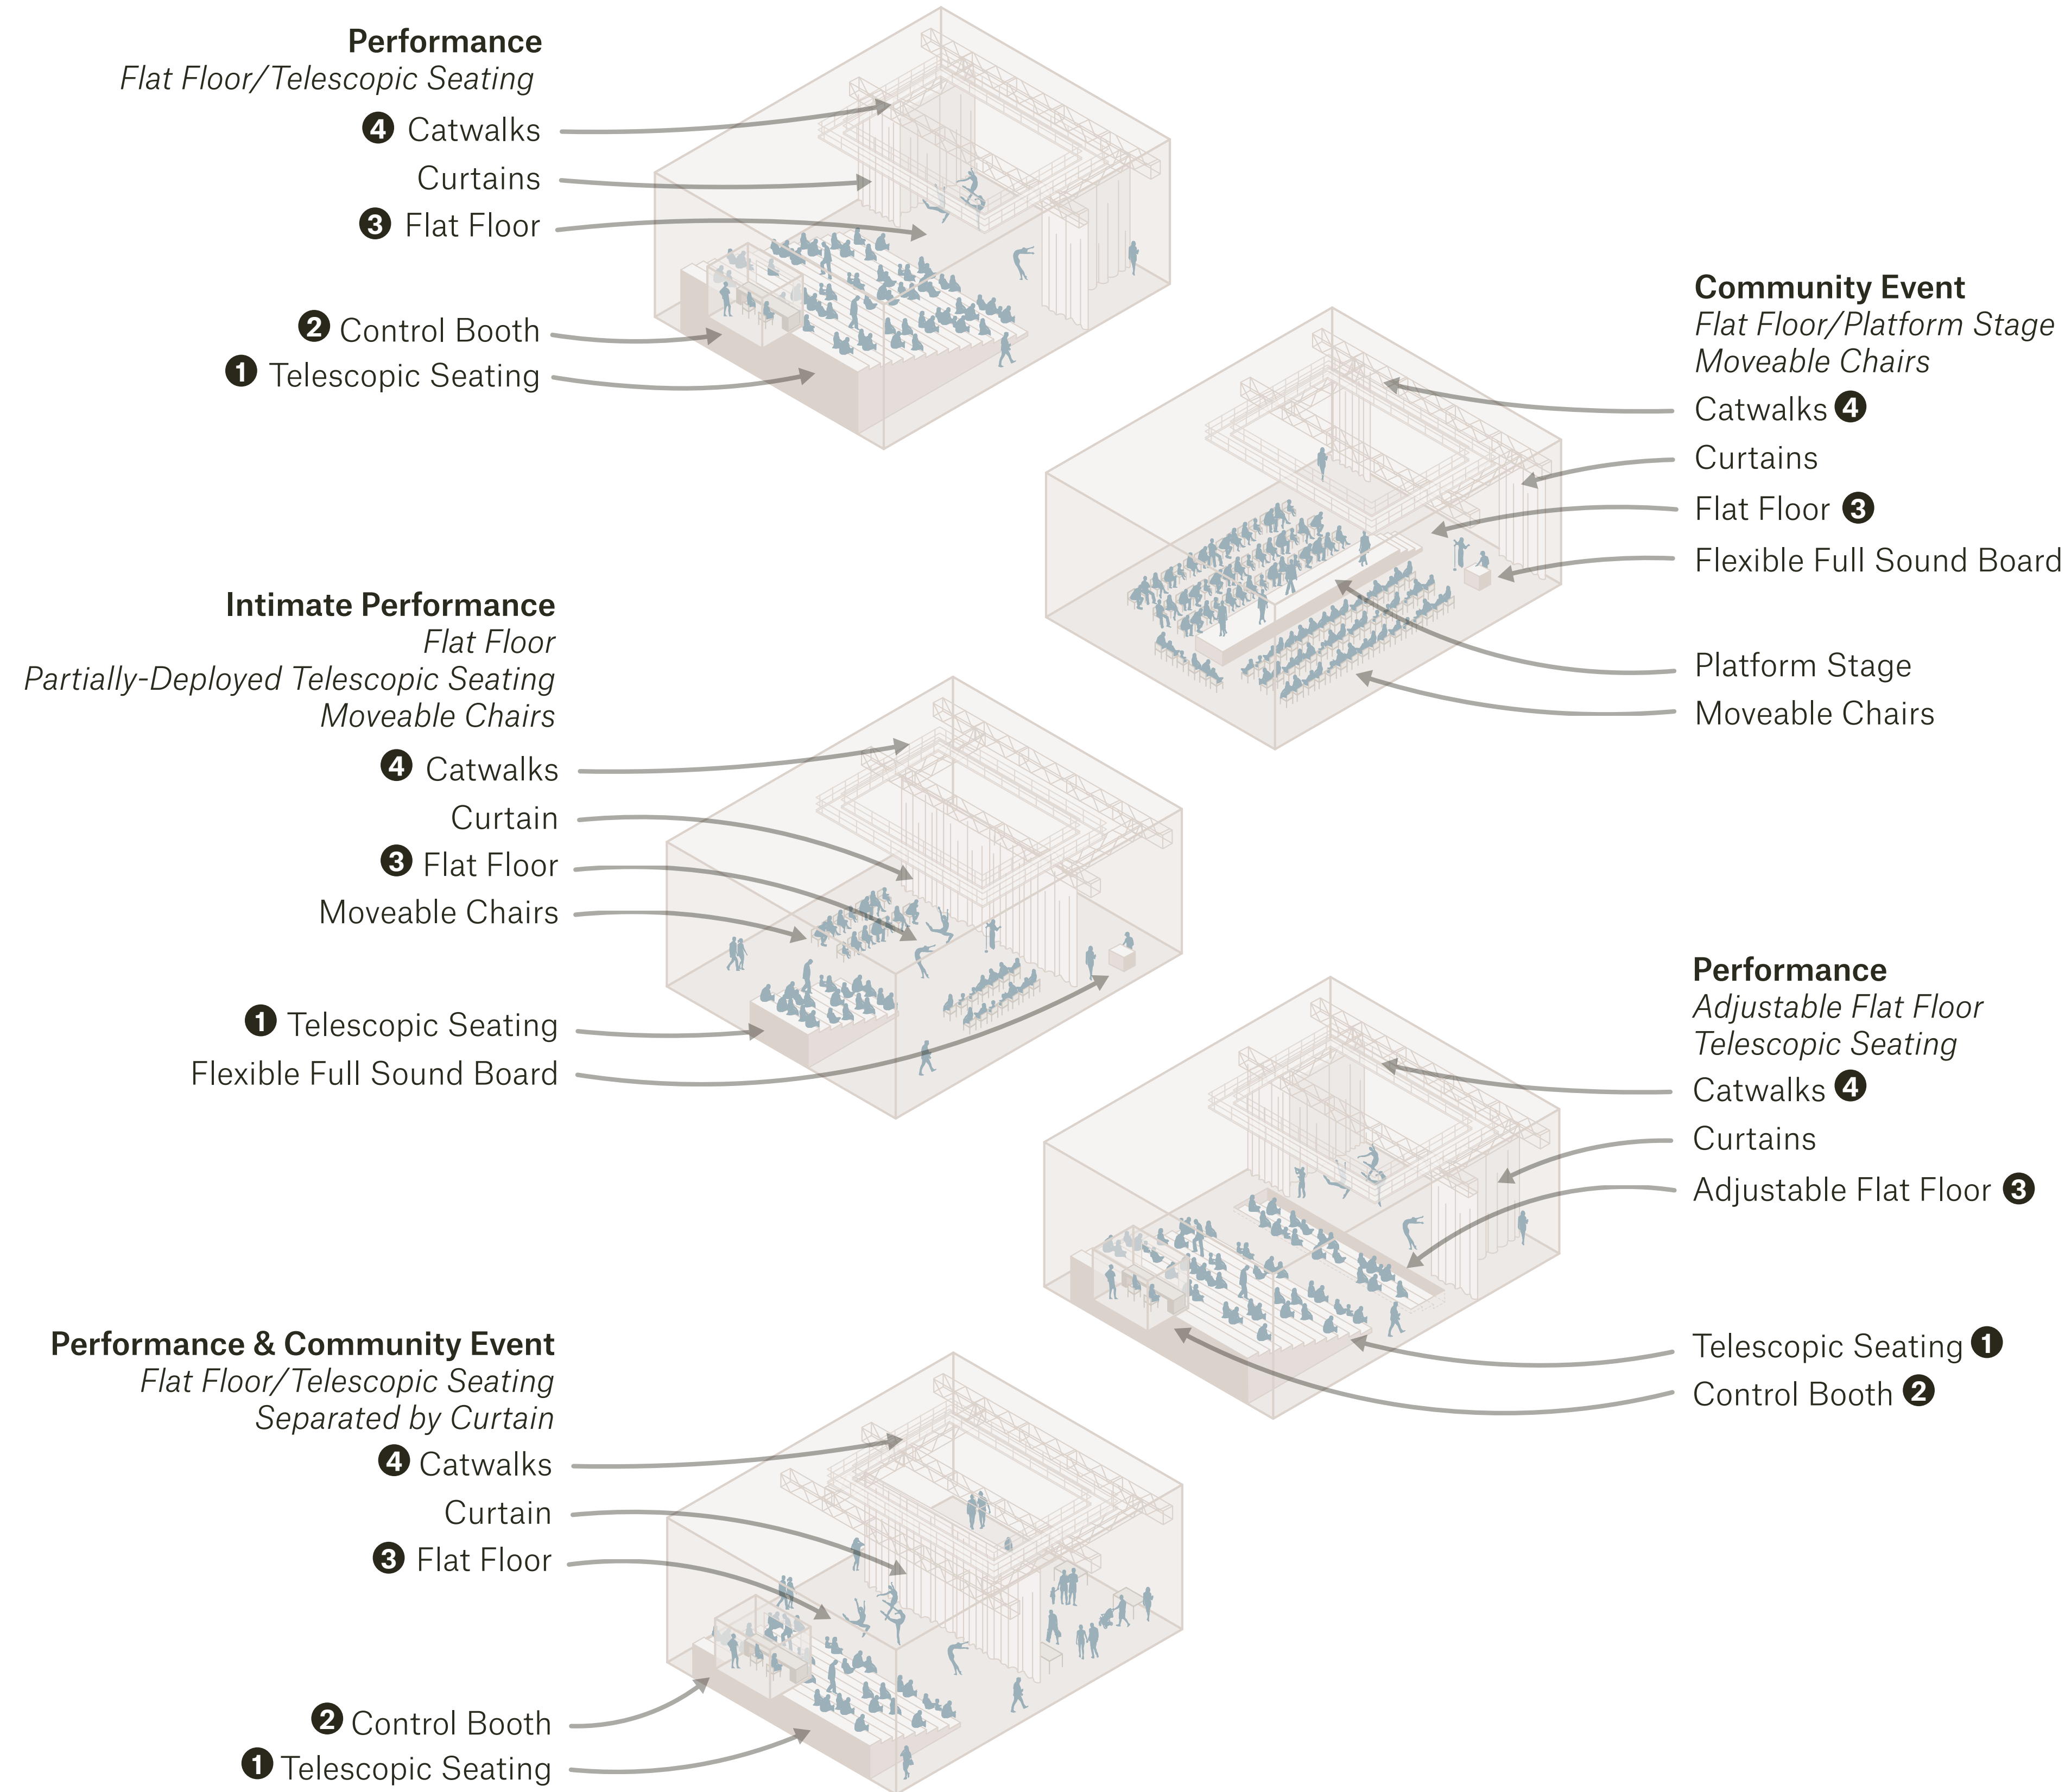 Performance
Flat Floor/Telescopic Seating
4 Catwalks
Curtains
3 Flat Floor
2 Control Booth
1 Telescopic Seating
Community Event
Flat Floor/Platform Stage
Moveable Chairs
Catwalks 4
Curtains
Flat Floor 3
Flexible Full Sound Board
Platform Stage
Moveable Chairs
Intimate Performance
Flat Floor
Partially-Deployed Telescopic Seating
Moveable Chairs
4 Catwalks
Curtain
3 Flat Floor
Moveable Chairs
1 Telescopic Seating
Flexible Full Sound Board
Performance
Adjustable Flat Floor
Telescopic Seating
Catwalks 4
Curtains
Adjustable Flat Floor 3
Telescopic Seating 1
Control Booth 2
Performance & Community Event
Flat Floor/Telescopic Seating
Separated by Curtain
4 Catwalks
Curtain
3 Flat Floor
2 Control Booth
1 Telescopic Seating